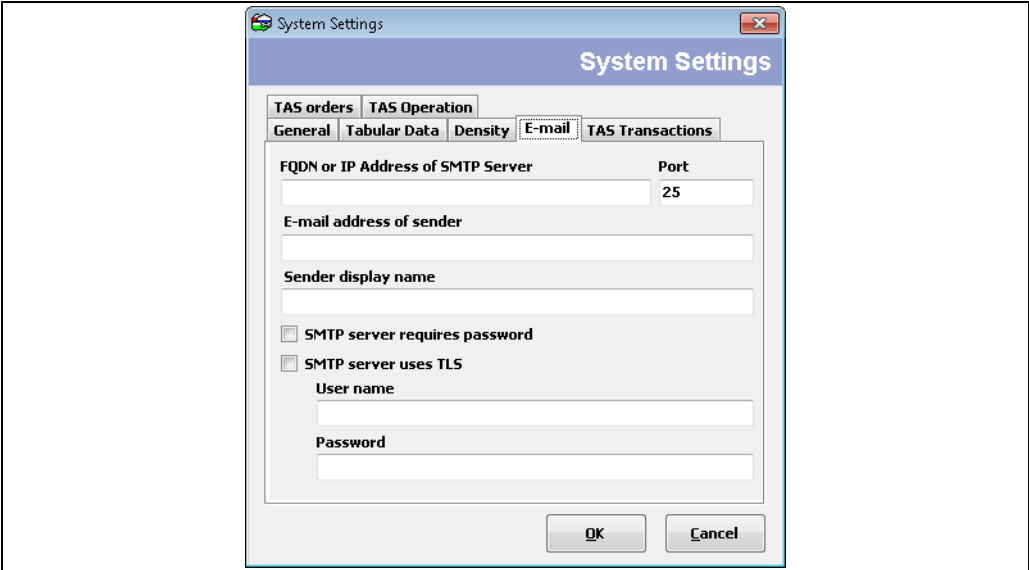 System Settings
System Settings
TAS orders TAS Operation
General Tabular Data Density E-mail TAS Transactions
FQDN or IP Address of SMTP Server Port
25
E-mail address of sender
Sender display name
SMTP server requires password
SMTP server uses TLS
User name
Password
OK Cancel